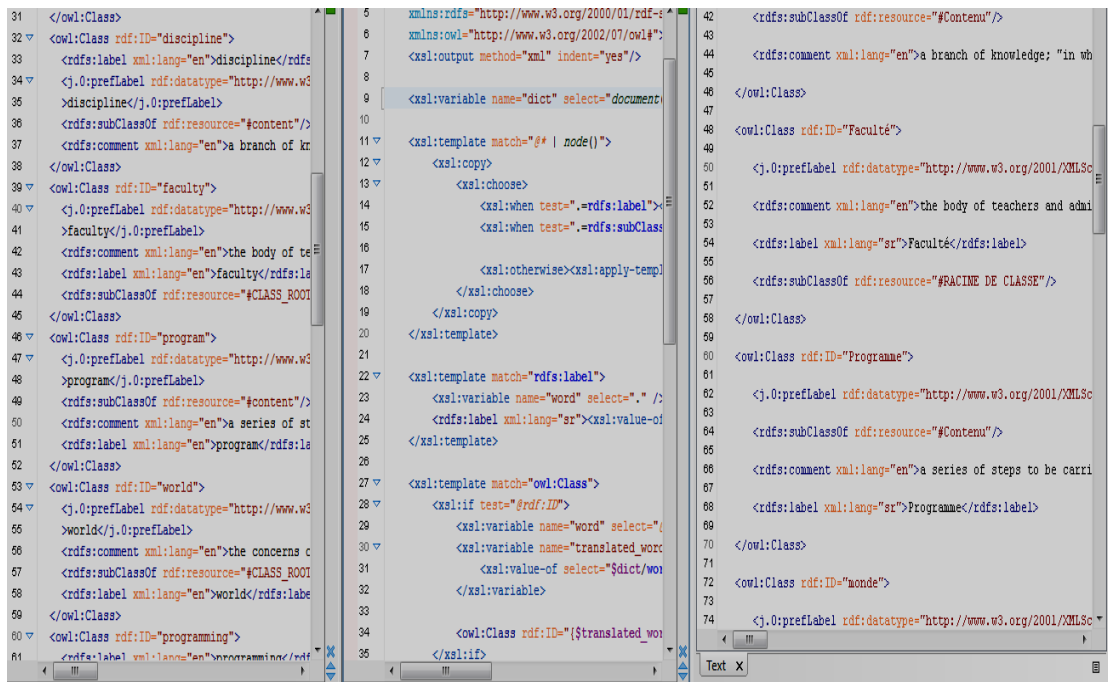 31 </owl:Class>
32 <owl:Class rdf:ID="discipline">
33 <rdfs:label xml:lang="en">discipline</rdfs
34 <j.0:prefLabel rdf:datatype="http://www.w3
35 >discipline</j.0:prefLabel>
36 <rdfs:subClassOf rdf:resource="#content"/>
37 <rdfs:comment xml:lang="en">a branch of kn
38 </owl:Class>
39 <owl:Class rdf:ID="faculty">
40 <j.0:prefLabel rdf:datatype="http://www.w3
41 >faculty</j.0:prefLabel>
42 <rdfs:comment xml:lang="en">the body of te
43 <rdfs:label xml:lang="en">faculty</rdfs:la
44 <rdfs:subClassOf rdf:resource="#CLASS_ROOT
45 </owl:Class>
46 <owl:Class rdf:ID="program">
47 <j.0:prefLabel rdf:datatype="http://www.w3
48 >program</j.0:prefLabel>
49 <rdfs:subClassOf rdf:resource="#content"/>
50 <rdfs:comment xml:lang="en">a series of st
51 <rdfs:label xml:lang="en">program</rdfs:la
52 </owl:Class>
53 <owl:Class rdf:ID="world">
54 <j.0:prefLabel rdf:datatype="http://www.w3
55 >world</j.0:prefLabel>
56 <rdfs:comment xml:lang="en">the concerns o
57 <rdfs:subClassOf rdf:resource="#CLASS_ROOT
58 <rdfs:label xml:lang="en">world</rdfs:labe
59 </owl:Class>
60 <owl:Class rdf:ID="programming">
61 <rdfs:label xml:lang="en">programming</rdf
5 xmlns:rdfs="http://www.w3.org/2000/01/rdf-s
6 xmlns:owl="http://www.w3.org/2002/07/owl#">
7 <xsl:output method="xml" indent="yes"/>
8
9 <xsl:variable name="dict" select="document(
10
11 <xsl:template match="@* | node()">
12 <xsl:copy>
13 <xsl:choose>
14 <xsl:when test=".=rdfs:label"><
15 <xsl:when test=".=rdfs:subClass
16
17 <xsl:otherwise><xsl:apply-templ
18 </xsl:choose>
19 </xsl:copy>
20 </xsl:template>
21
22 <xsl:template match="rdfs:label">
23 <xsl:variable name="word" select="." />
24 <rdfs:label xml:lang="sr"><xsl:value-of
25 </xsl:template>
26
27 <xsl:template match="owl:Class">
28 <xsl:if test="@rdf:ID">
29 <xsl:variable name="word" select="@
30 <xsl:variable name="translated_word
31 <xsl:value-of select="$dict/wor
32 </xsl:variable>
33
34 <owl:Class rdf:ID="{$translated_wor
35 </xsl:if>
42 <rdfs:subClassOf rdf:resource="#Contenu"/>
43
44 <rdfs:comment xml:lang="en">a branch of knowledge; "in wh
45
46 </owl:Class>
47
48 <owl:Class rdf:ID="Faculté">
49
50 <j.0:prefLabel rdf:datatype="http://www.w3.org/2001/XMLSc
51
52 <rdfs:comment xml:lang="en">the body of teachers and admi
53
54 <rdfs:label xml:lang="sr">Faculté</rdfs:label>
55
56 <rdfs:subClassOf rdf:resource="#RACINE DE CLASSE"/>
57
58 </owl:Class>
59
60 <owl:Class rdf:ID="Programme">
61
62 <j.0:prefLabel rdf:datatype="http://www.w3.org/2001/XMLSc
63
64 <rdfs:subClassOf rdf:resource="#Contenu"/>
65
66 <rdfs:comment xml:lang="en">a series of steps to be carri
67
68 <rdfs:label xml:lang="sr">Programme</rdfs:label>
69
70 </owl:Class>
71
72 <owl:Class rdf:ID="monde">
73
74 <j.0:prefLabel rdf:datatype="http://www.w3.org/2001/XMLSc
Text X